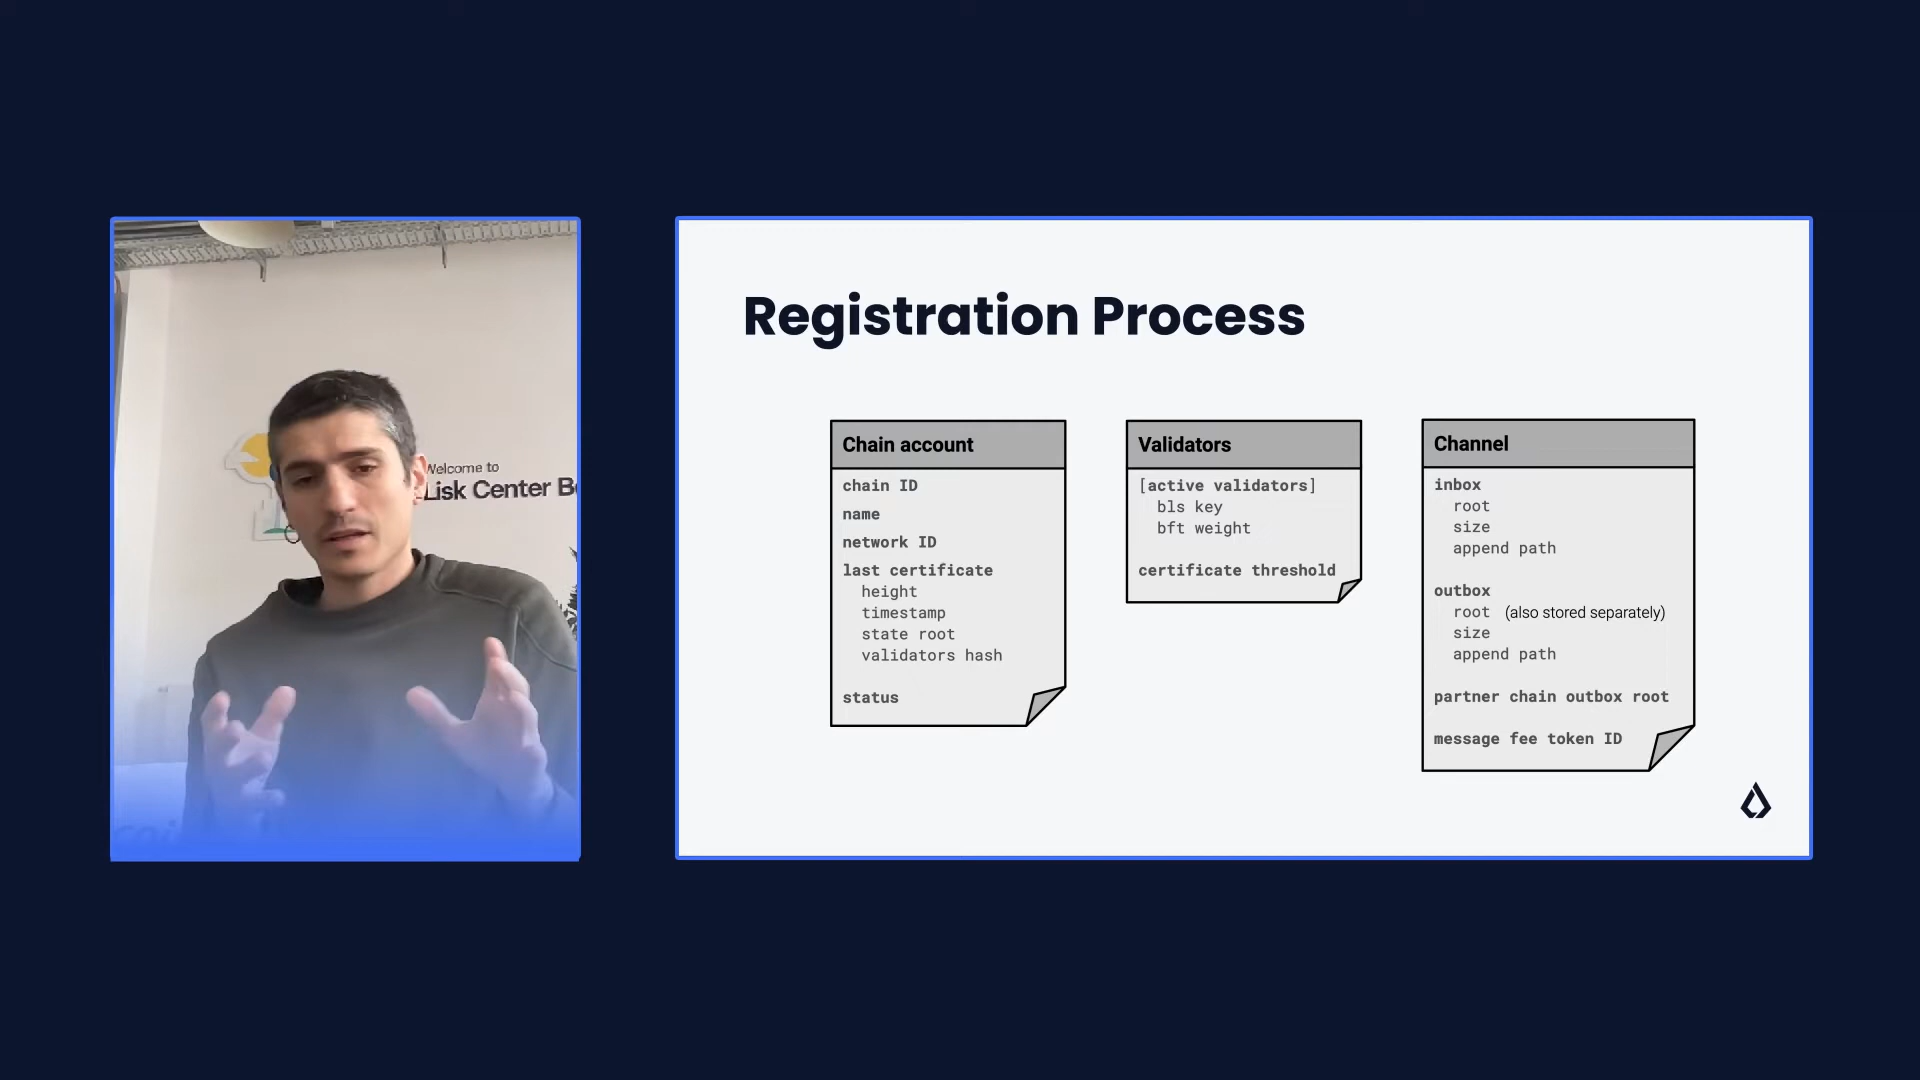 Welcome to
Lisk Center
Registration Process
Chain account
chain ID
name
network ID
last certificate
height
timestamp
state root
validators hash
status
Validators
[active validators]
bls key
bft weight
certificate threshold
Channel
inbox
root
size
append path
outbox
root (also stored separately)
size
append path
partner chain outbox root
message fee token ID